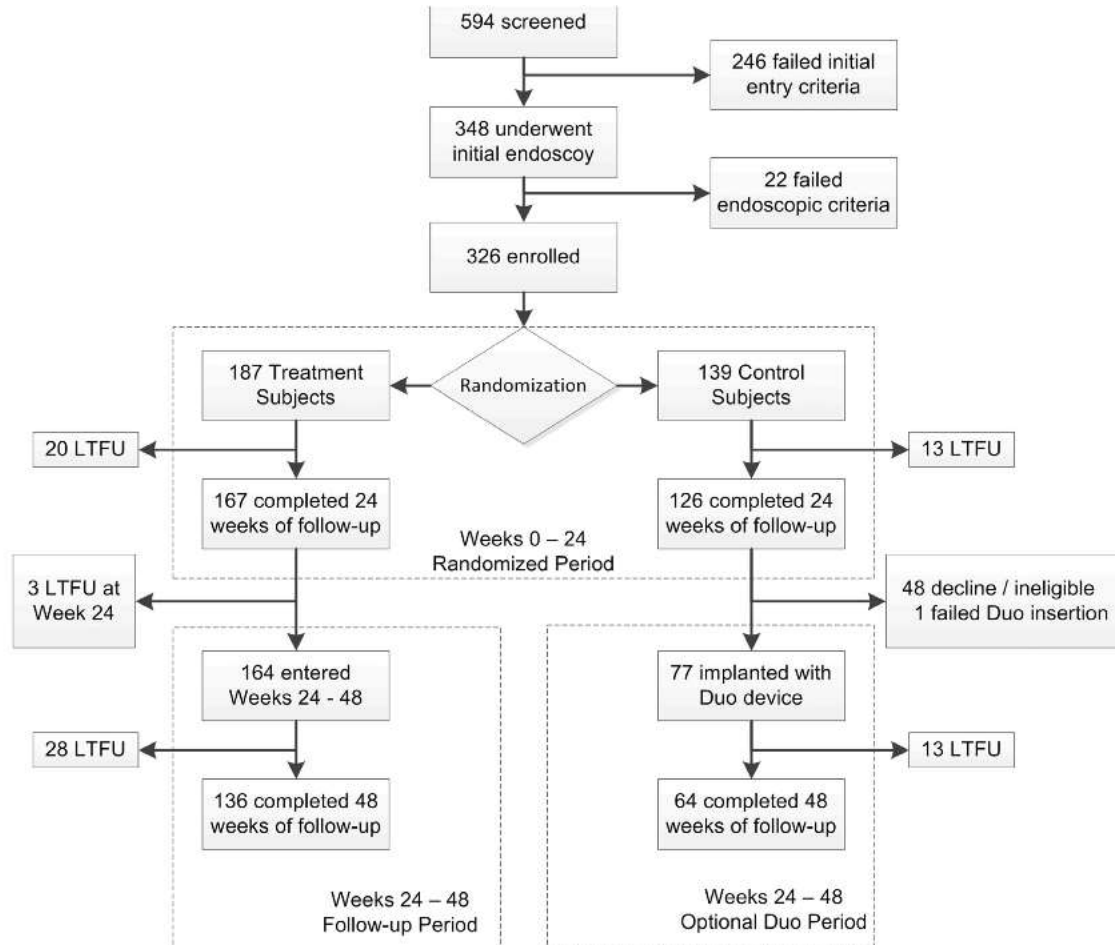 594 screened
246 failed initial
entry criteria
348 underwent
initial endoscoy
22 failed
endoscopic criteria
326 enrolled
187 Treatment
Subjects
Randomization
139 Control
Subjects
20 LTFU
13 LTFU
167 completed 24
weeks of follow-up
126 completed 24
weeks of follow-up
Weeks 0 – 24
Randomized Period
3 LTFU at
Week 24
48 decline / ineligible
1 failed Duo insertion
164 entered
Weeks 24 - 48
77 implanted with
Duo device
28 LTFU
13 LTFU
136 completed 48
weeks of follow-up
64 completed 48
weeks of follow-up
Weeks 24 – 48
Follow-up Period
Weeks 24 – 48
Optional Duo Period